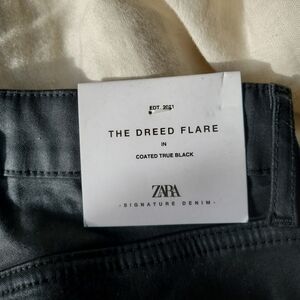 EDT. 2021
THE DREED FLARE
IN
COATED TRUE BLACK
ZARA
-SIGNATURE DENIM-